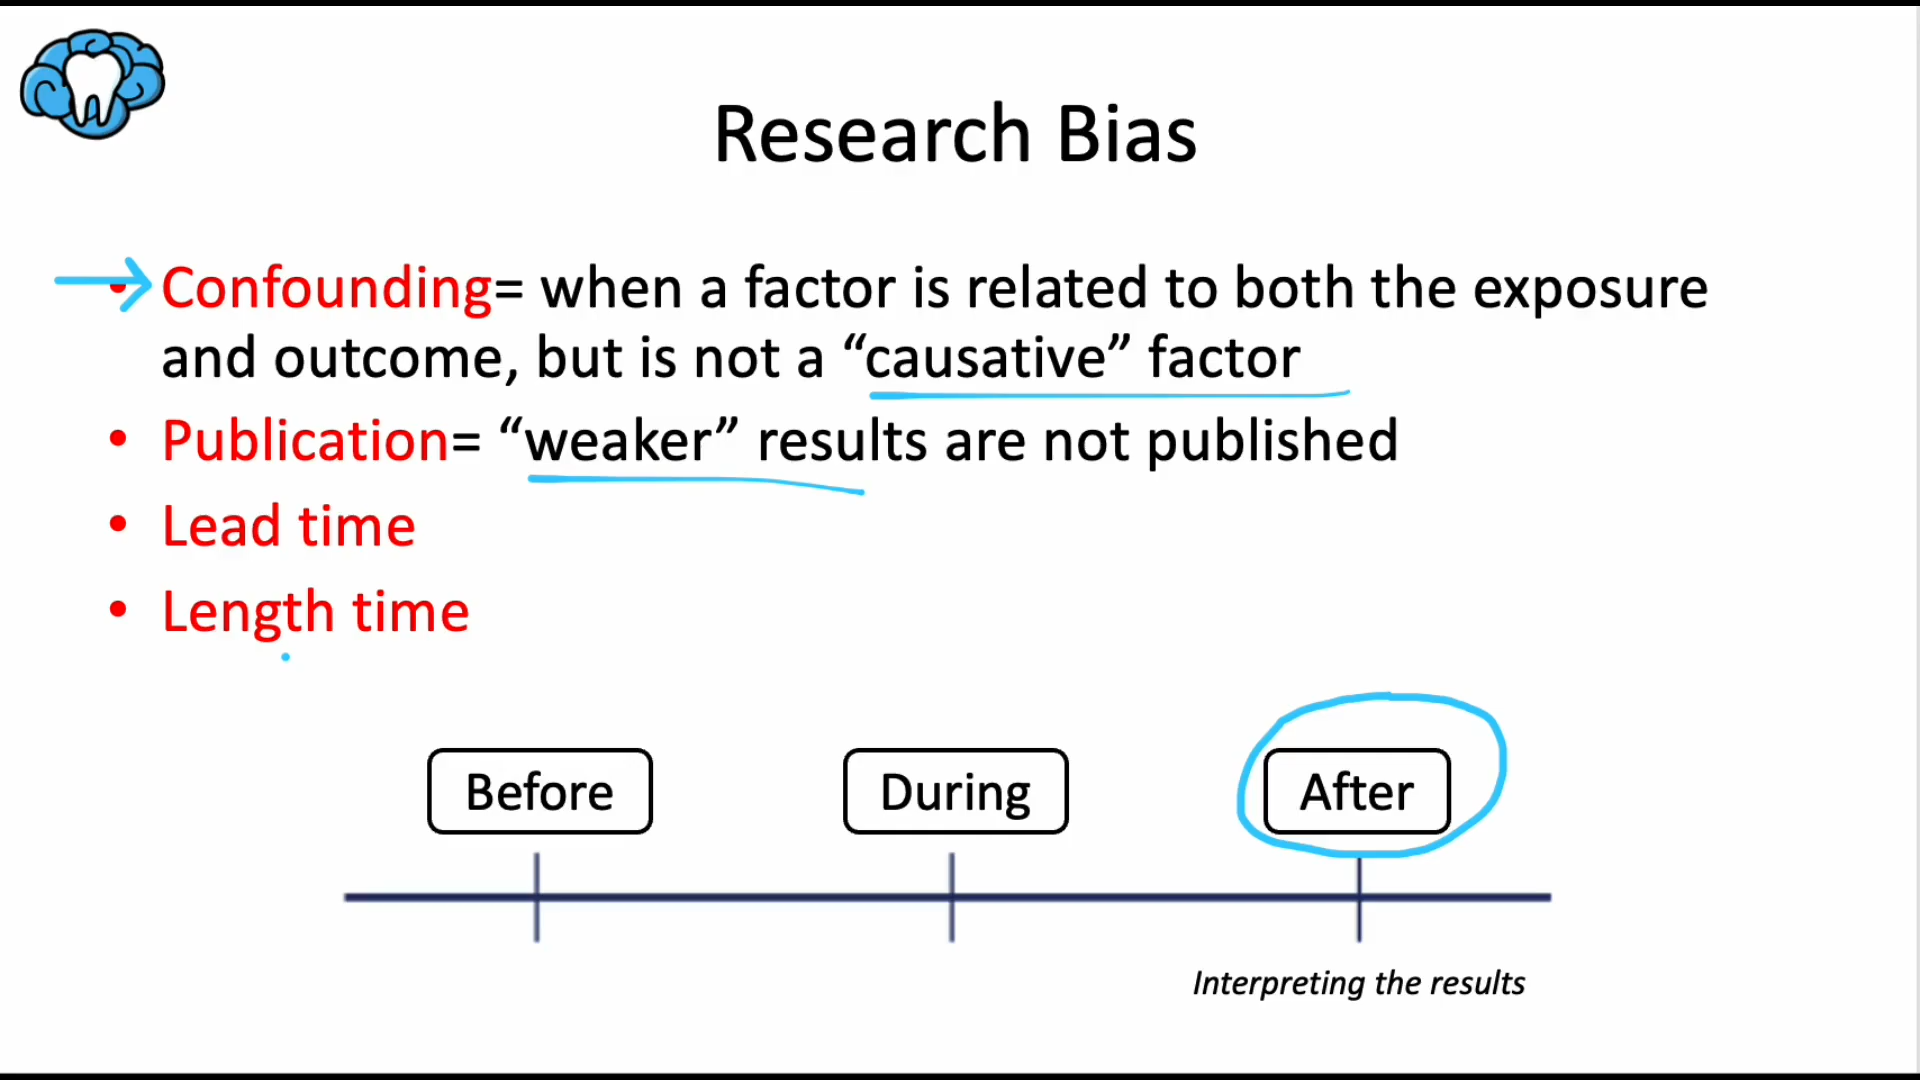 Research Bias
• Confounding= when a factor is related to both the exposure
and outcome, but is not a “causative” factor
• Publication= “weaker” results are not published
• Lead time
• Length time
Before During After
Interpreting the results